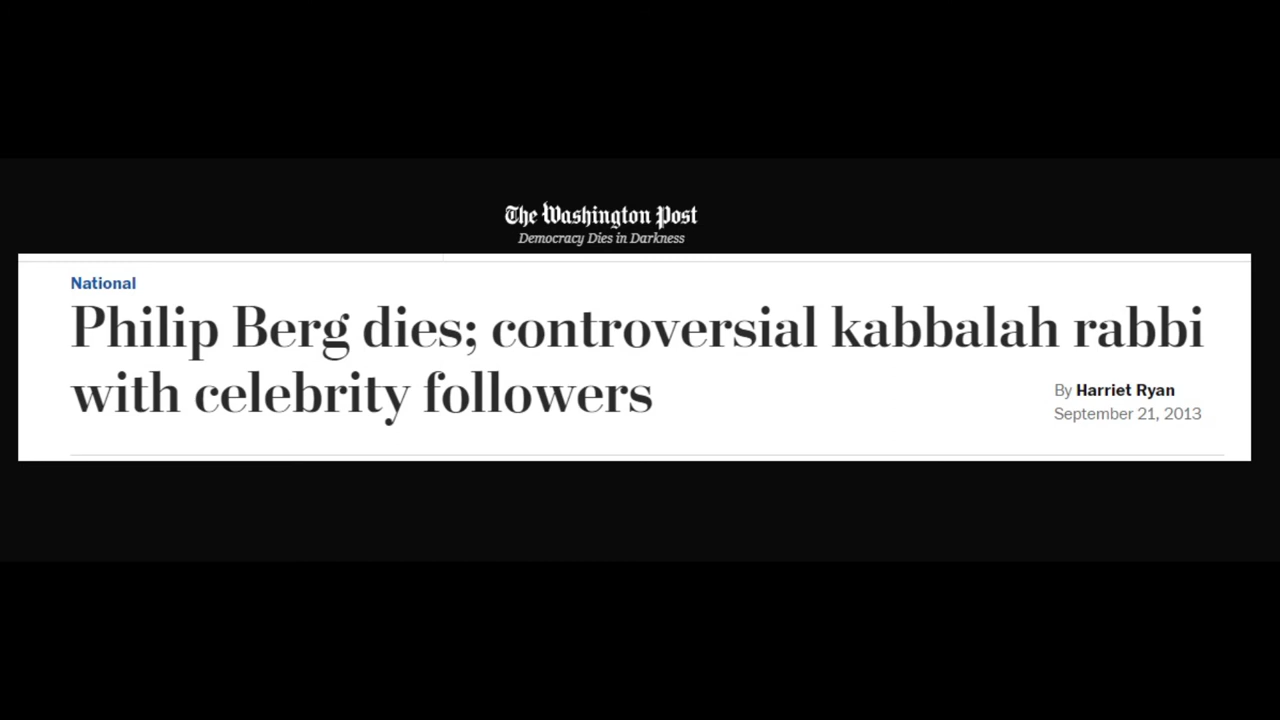 The Washington Post
Democracy Dies in Darkness
National
Philip Berg dies; controversial kabbalah rabbi
with celebrity followers
By Harriet Ryan
September 21, 2013